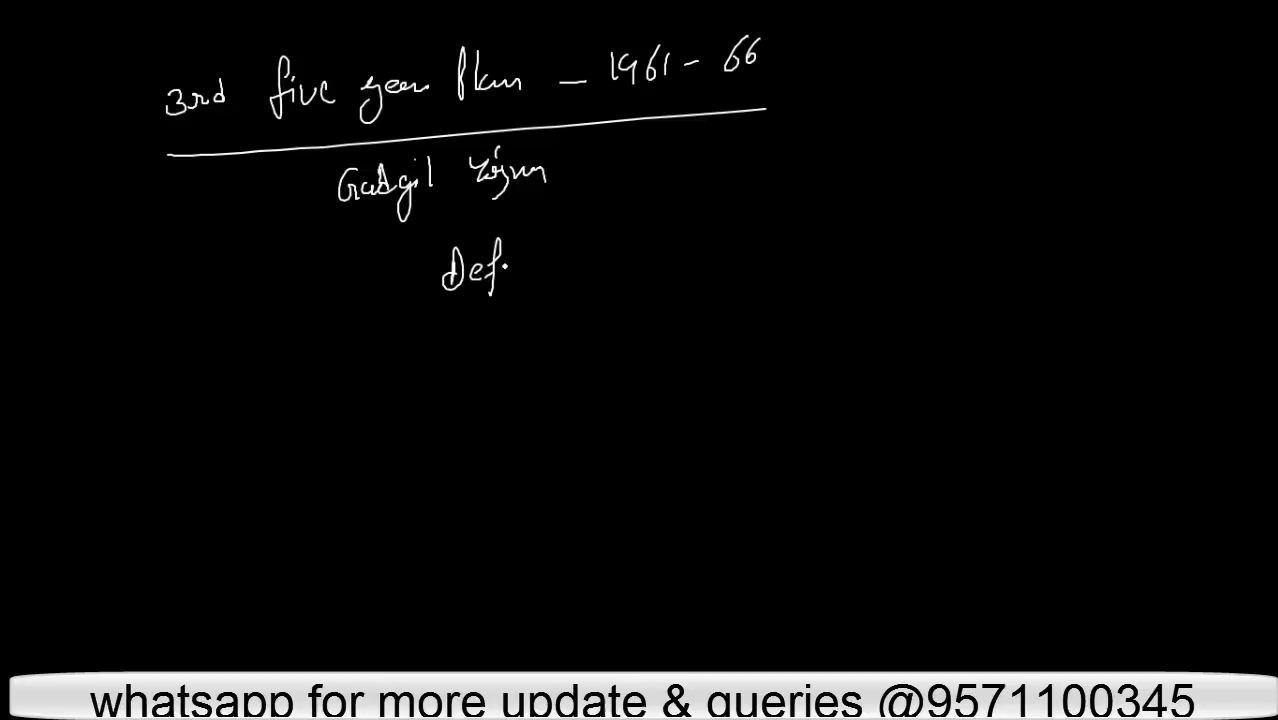 3rd five year Plan - 1961 - 66
Gadgil Yojna
Def.
whatsapp for more update & queries @9571100345